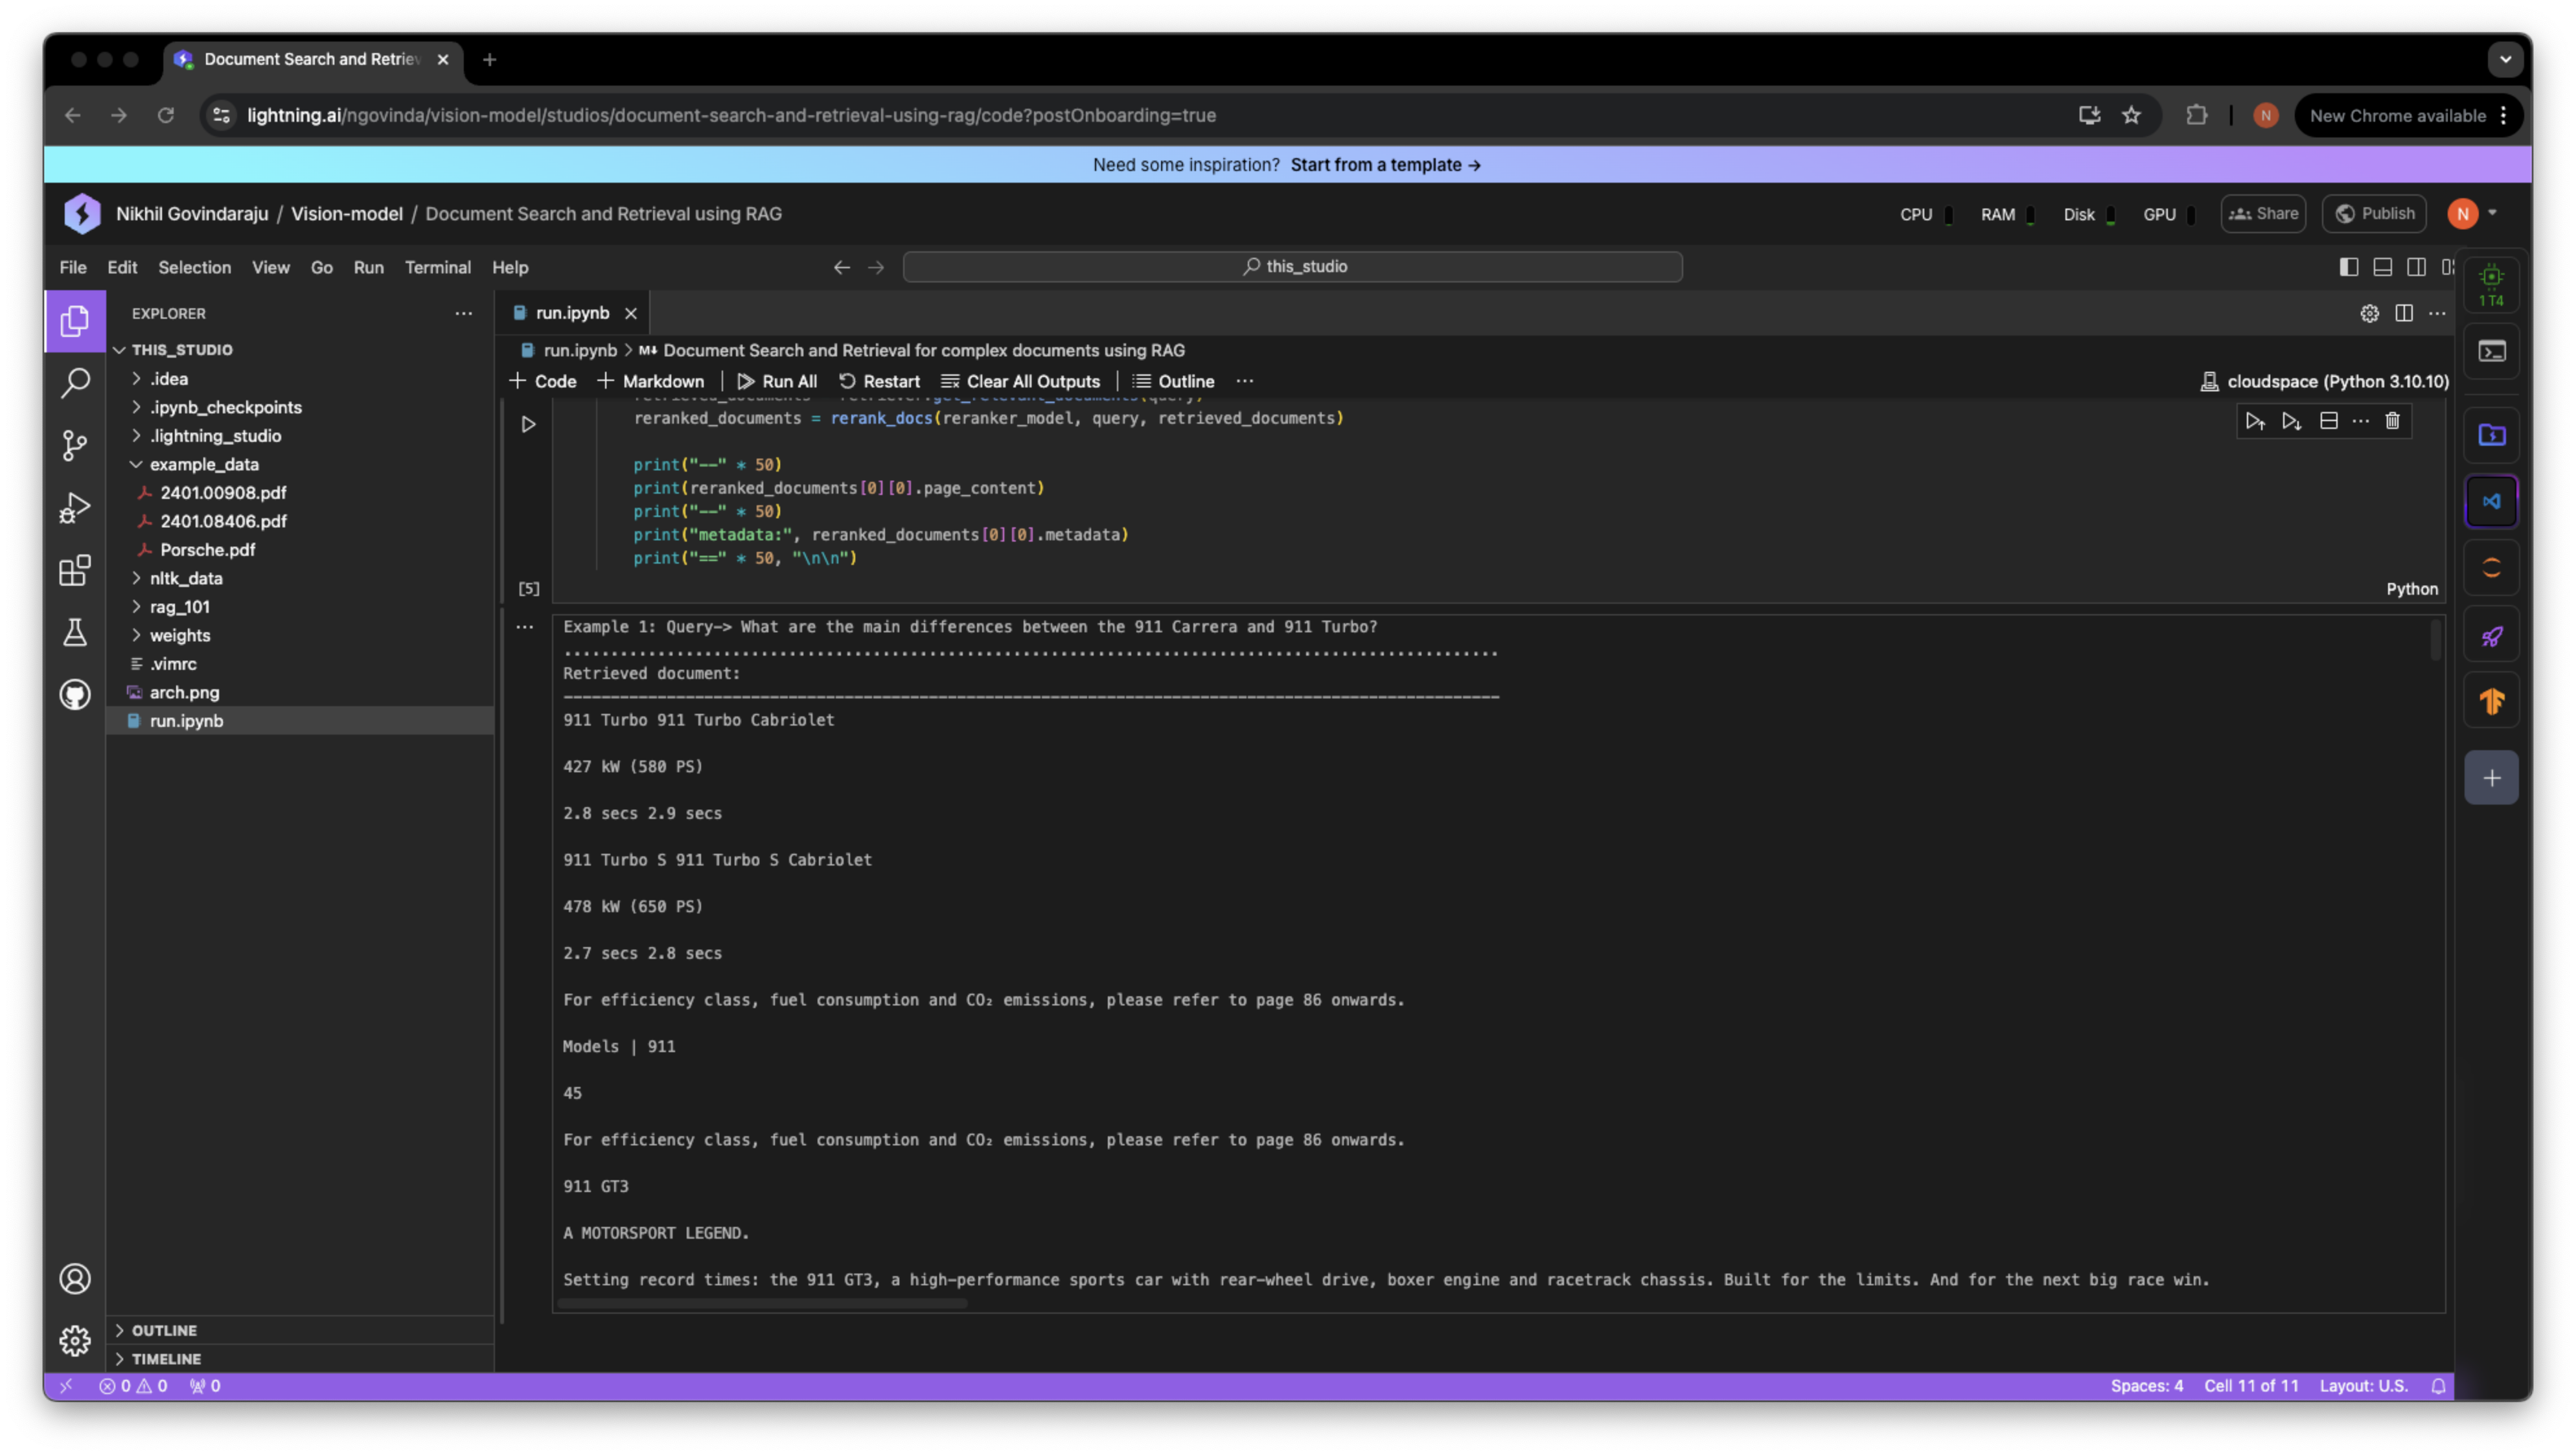 Document Search and Retriev
lightning.ai/ngovinda/vision-model/studios/document-search-and-retrieval-using-rag/code?postOnboarding=true
N
New Chrome available
Need some inspiration? Start from a template →
Nikhil Govindaraju / Vision-model / Document Search and Retrieval using RAG
CPU RAM Disk GPU Share Publish N
File Edit Selection View Go Run Terminal Help
this_studio
1 T4
EXPLORER
THIS_STUDIO
.idea
.ipynb_checkpoints
.lightning_studio
example_data
2401.00908.pdf
2401.08406.pdf
Porsche.pdf
nltk_data
rag_101
weights
.vimrc
arch.png
run.ipynb
OUTLINE
TIMELINE
run.ipynb
run.ipynb > M↓ Document Search and Retrieval for complex documents using RAG
+ Code + Markdown | Run All Restart Clear All Outputs | Outline ...
cloudspace (Python 3.10.10)
retrieved_documents = retriever.get_relevant_documents(query)
reranked_documents = rerank_docs(reranker_model, query, retrieved_documents)
print("--" * 50)
print(reranked_documents[0][0].page_content)
print("--" * 50)
print("metadata:", reranked_documents[0][0].metadata)
print("==" * 50, "\n\n")
[5]
Python
Example 1: Query-> What are the main differences between the 911 Carrera and 911 Turbo?
....................................................................................................
Retrieved document:
----------------------------------------------------------------------------------------------------
911 Turbo 911 Turbo Cabriolet
427 kW (580 PS)
2.8 secs 2.9 secs
911 Turbo S 911 Turbo S Cabriolet
478 kW (650 PS)
2.7 secs 2.8 secs
For efficiency class, fuel consumption and CO₂ emissions, please refer to page 86 onwards.
Models | 911
45
For efficiency class, fuel consumption and CO₂ emissions, please refer to page 86 onwards.
911 GT3
A MOTORSPORT LEGEND.
Setting record times: the 911 GT3, a high-performance sports car with rear-wheel drive, boxer engine and racetrack chassis. Built for the limits. And for the next big race win.
0 0 0
Spaces: 4 Cell 11 of 11 Layout: U.S.